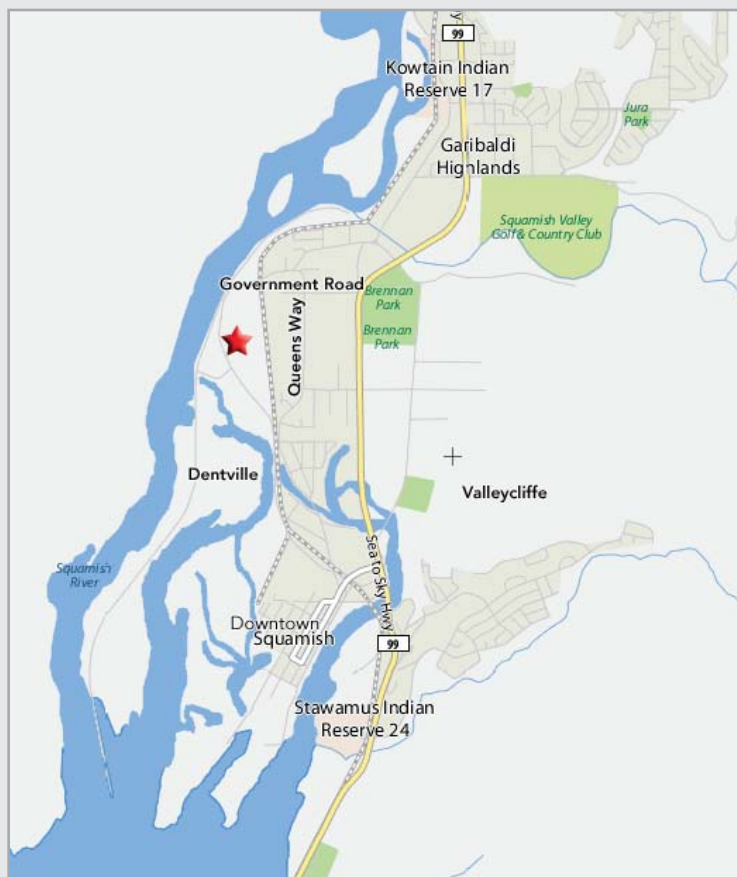 y
99
Kowtain Indian
Reserve 17
Jura
Park
Garibaldi
Highlands
Squamish Valley
Golf & Country Club
Government Road
Brennan
Park
Queens Way
Brennan
Park
Dentville
Valleycliffe
Sea to Sky Hwy
Squamish
River
Downtown
Squamish
99
Stawamus Indian
Reserve 24